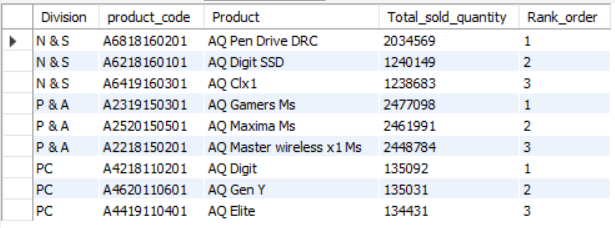 Division product_code Product Total_sold_quantity Rank_order
N & S A6818160201 AQ Pen Drive DRC 2034569 1
N & S A6218160101 AQ Digit SSD 1240149 2
N & S A6419160301 AQ Clx1 1238683 3
P & A A2319150301 AQ Gamers Ms 2477098 1
P & A A2520150501 AQ Maxima Ms 2461991 2
P & A A2218150201 AQ Master wireless x1 Ms 2448784 3
PC A4218110201 AQ Digit 135092 1
PC A4620110601 AQ Gen Y 135031 2
PC A4419110401 AQ Elite 134431 3